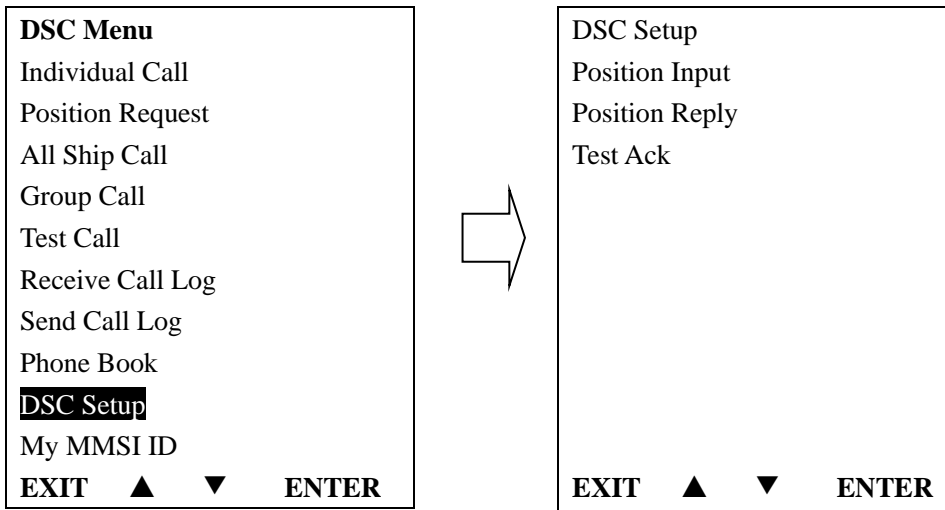 DSC Menu
Individual Call
Position Request
All Ship Call
Group Call
Test Call
Receive Call Log
Send Call Log
Phone Book
DSC Setup
My MMSI ID
EXIT ▲ ▼ ENTER
DSC Setup
Position Input
Position Reply
Test Ack
EXIT ▲ ▼ ENTER